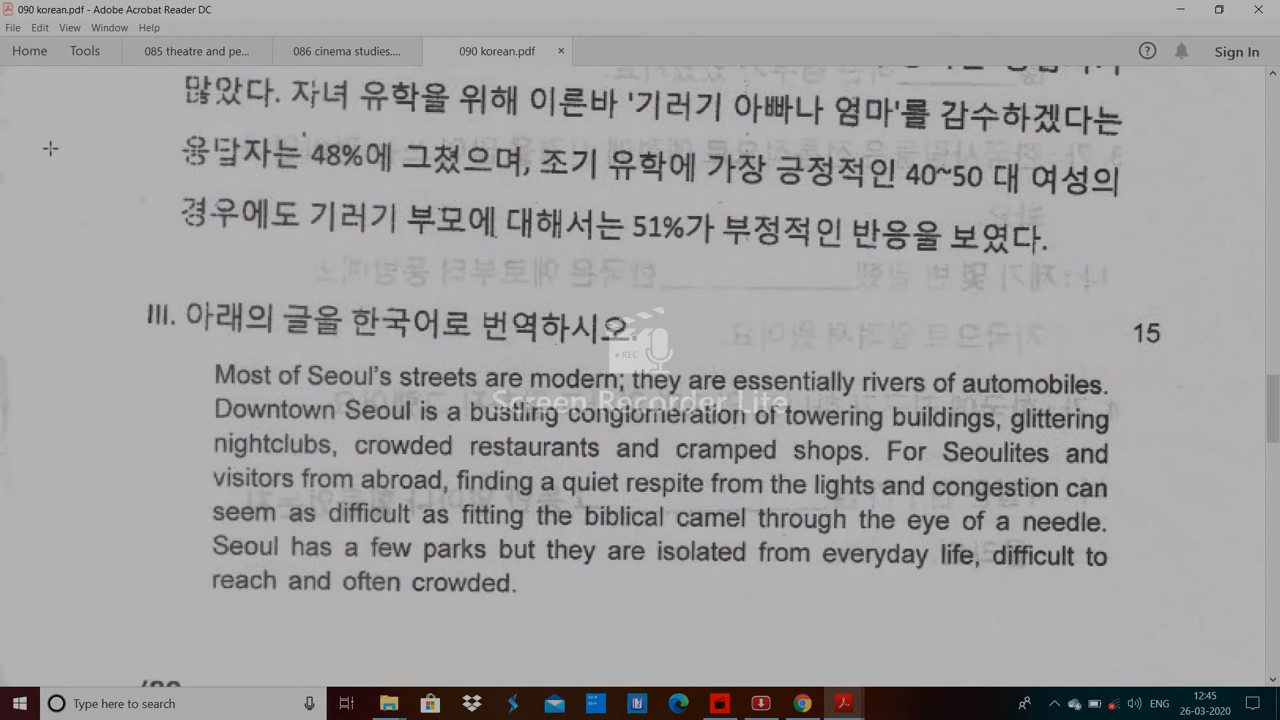 090 korean.pdf - Adobe Acrobat Reader DC
File Edit View Window Help
Home Tools 085 theatre and pe... 086 cinema studies.... 090 korean.pdf × Sign In
많았다. 자녀 유학을 위해 이른바 '기러기 아빠나 엄마'를 감수하겠다는
응답자는 48%에 그쳤으며, 조기 유학에 가장 긍정적인 40~50 대 여성의
경우에도 기러기 부모에 대해서는 51%가 부정적인 반응을 보였다.
III. 아래의 글을 한국어로 번역하시오. 15
Most of Seoul's streets are modern; they are essentially rivers of automobiles.
Downtown Seoul is a bustling conglomeration of towering buildings, glittering
nightclubs, crowded restaurants and cramped shops. For Seoulites and
visitors from abroad, finding a quiet respite from the lights and congestion can
seem as difficult as fitting the biblical camel through the eye of a needle.
Seoul has a few parks but they are isolated from everyday life, difficult to
reach and often crowded.
REC
Screen Recorder Lite
Type here to search
ENG
12:45
26-03-2020